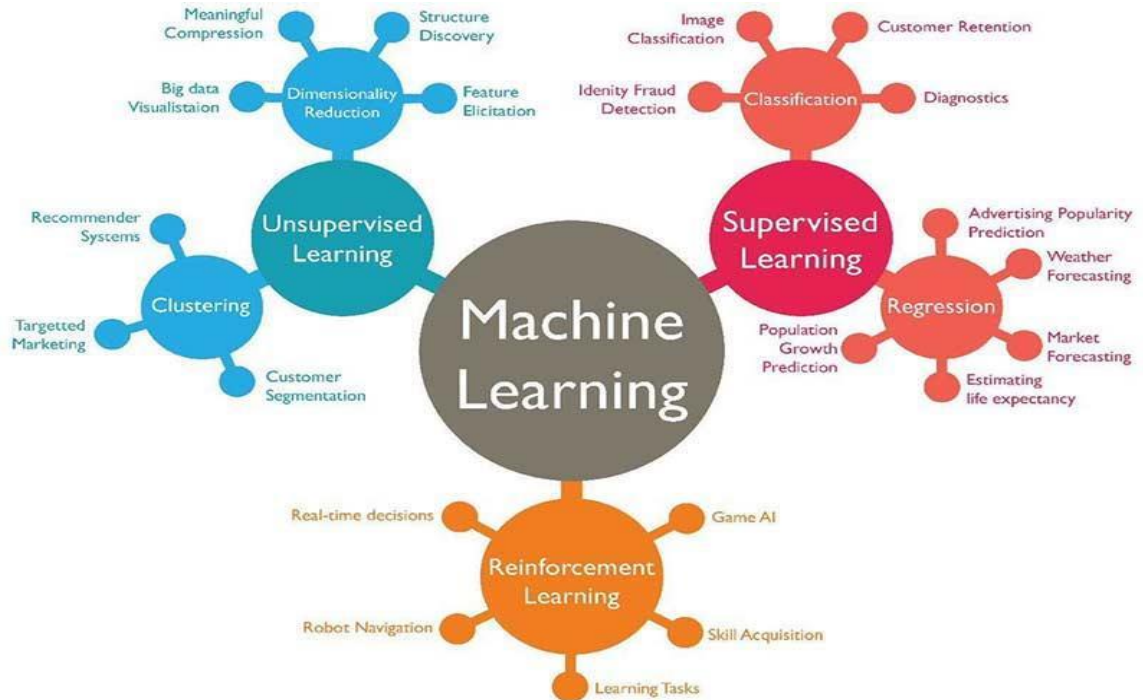 Meaningful
Compression
Structure
Discovery
Big data
Visualistaion
Dimensionality
Reduction
Feature
Elicitation
Image
Classification
Customer Retention
Idenity Fraud
Detection
Classification
Diagnostics
Unsupervised
Learning
Supervised
Learning
Recommender
Systems
Clustering
Targetted
Marketing
Customer
Segmentation
Machine
Learning
Advertising Popularity
Prediction
Weather
Forecasting
Regression
Population
Growth
Prediction
Market
Forecasting
Estimating
life expectancy
Real-time decisions
Game AI
Reinforcement
Learning
Robot Navigation
Skill Acquisition
Learning Tasks